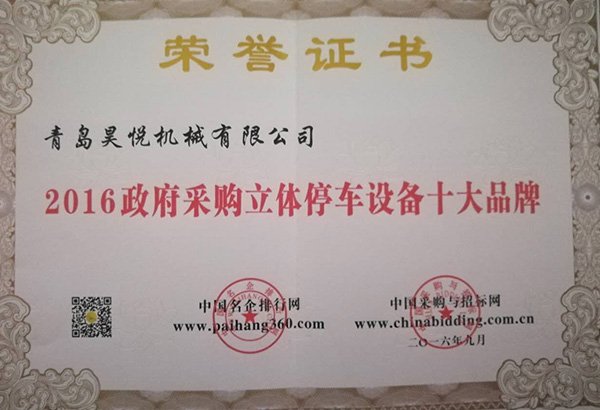 荣誉证书
青岛昊悦机械有限公司
2016政府采购立体停车设备十大品牌
中国名企排行网
www.paihang360.com
中国采购与招标网
www.chinabidding.com.cn
二〇一六年九月